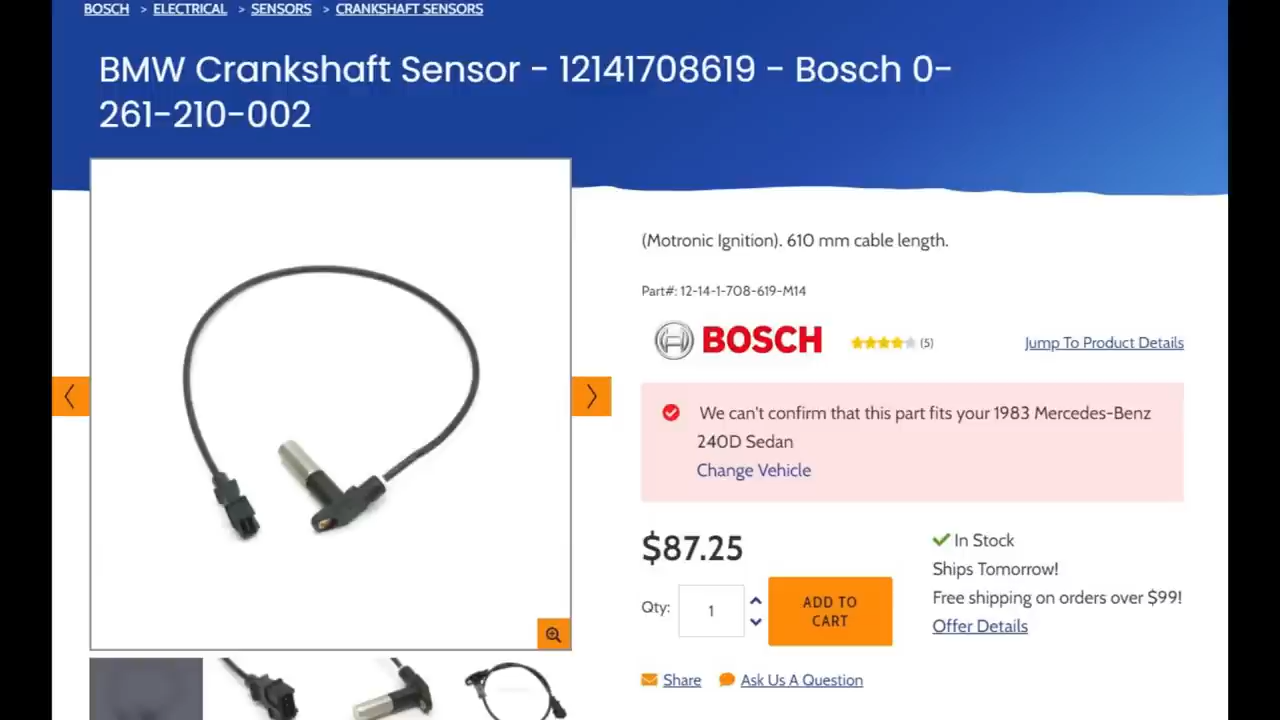 BOSCH > ELECTRICAL > SENSORS > CRANKSHAFT SENSORS
BMW Crankshaft Sensor - 12141708619 - Bosch 0-
261-210-002
(Motronic Ignition). 610 mm cable length.
Part#: 12-14-1-708-619-M14
BOSCH (5) Jump To Product Details
We can't confirm that this part fits your 1983 Mercedes-Benz
240D Sedan
Change Vehicle
$87.25
In Stock
Ships Tomorrow!
Free shipping on orders over $99!
Offer Details
Qty: 1
ADD TO
CART
Share Ask Us A Question